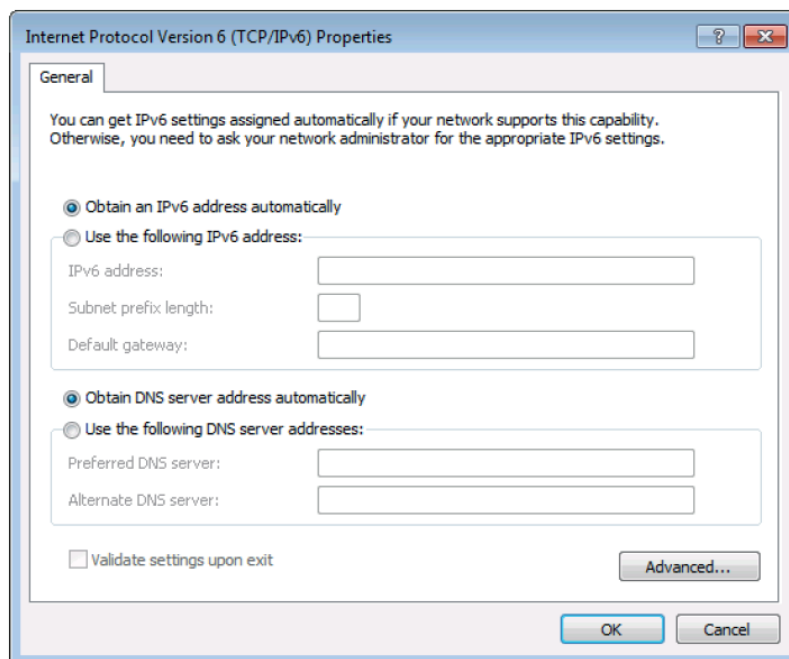 Internet Protocol Version 6 (TCP/IPv6) Properties
General
You can get IPv6 settings assigned automatically if your network supports this capability.
Otherwise, you need to ask your network administrator for the appropriate IPv6 settings.
Obtain an IPv6 address automatically
Use the following IPv6 address:
IPv6 address:
Subnet prefix length:
Default gateway:
Obtain DNS server address automatically
Use the following DNS server addresses:
Preferred DNS server:
Alternate DNS server:
Validate settings upon exit
Advanced...
OK Cancel